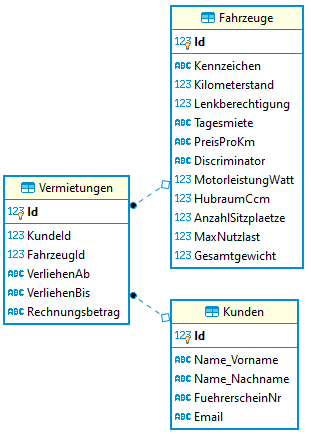 Fahrzeuge
123 Id
ABC Kennzeichen
123 Kilometerstand
123 Lenkberechtigung
ABC Tagesmiete
ABC PreisProKm
ABC Discriminator
123 MotorleistungWatt
123 HubraumCcm
123 AnzahlSitzplaetze
123 MaxNutzlast
123 Gesamtgewicht
Vermietungen
123 Id
123 KundeId
123 FahrzeugId
ABC VerliehenAb
ABC VerliehenBis
ABC Rechnungsbetrag
Kunden
123 Id
ABC Name_Vorname
ABC Name_Nachname
ABC FuehrerscheinNr
ABC Email